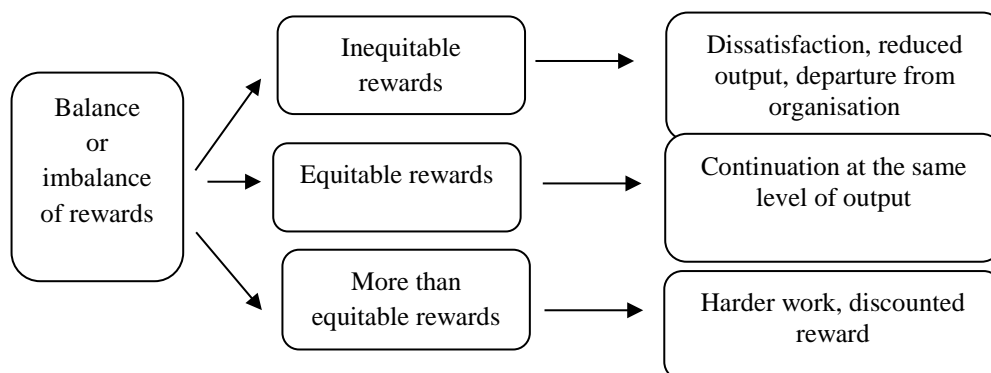 Balance
or
imbalance
of rewards
Inequitable
rewards
Dissatisfaction, reduced
output, departure from
organisation
Equitable rewards
Continuation at the same
level of output
More than
equitable rewards
Harder work, discounted
reward